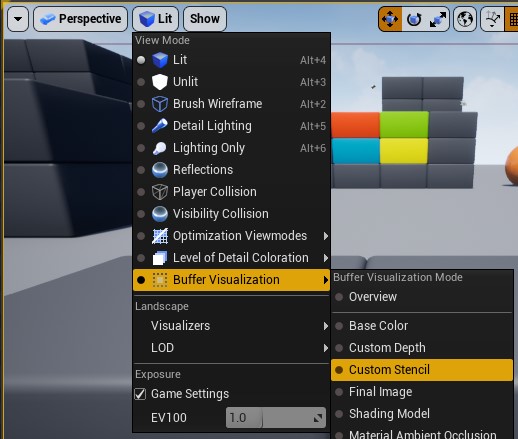 Perspective Lit Show
View Mode
Lit Alt+4
Unlit Alt+3
Brush Wireframe Alt+2
Detail Lighting Alt+5
Lighting Only Alt+6
Reflections
Player Collision
Visibility Collision
Optimization Viewmodes
Level of Detail Coloration
Buffer Visualization
Landscape
Visualizers
LOD
Exposure
Game Settings
EV100 1.0
Buffer Visualization Mode
Overview
Base Color
Custom Depth
Custom Stencil
Final Image
Shading Model
Material Ambient Occlusion